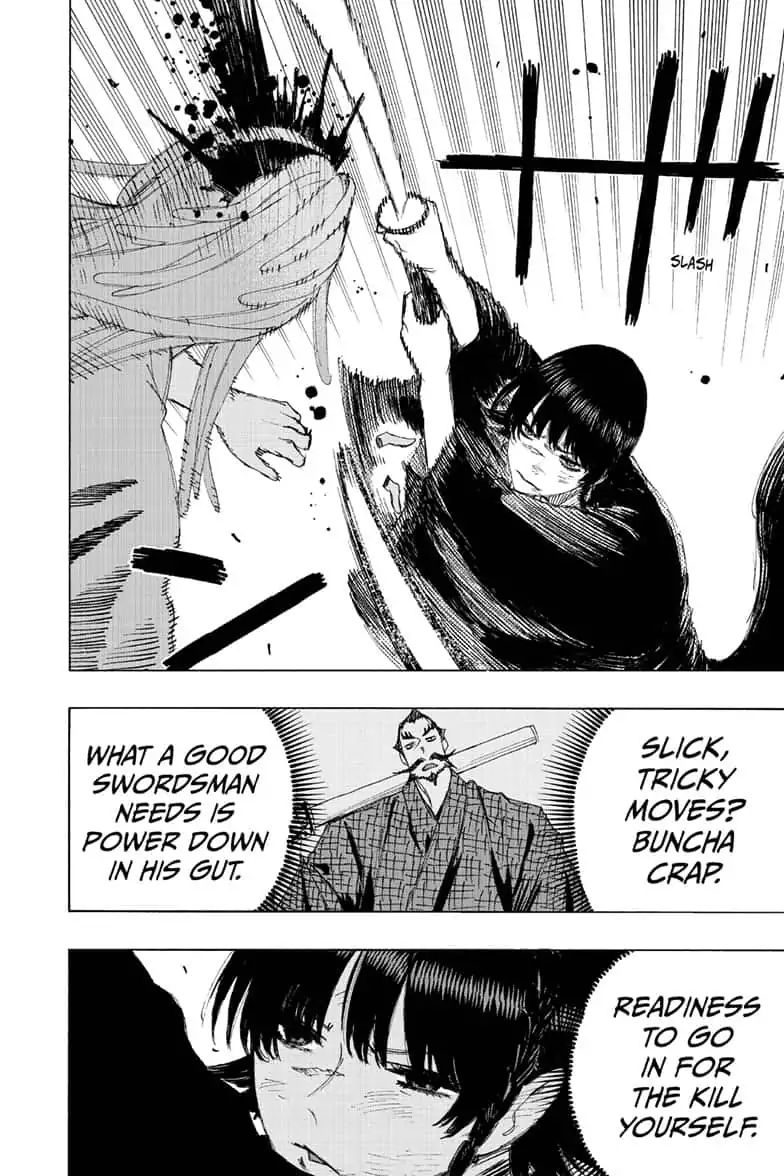 SLASH
SLICK,
TRICKY
MOVES?
BUNCHA
CRAP.
WHAT A GOOD
SWORDSMAN
NEEDS IS
POWER DOWN
IN HIS GUT.
READINESS
TO GO
IN FOR
THE KILL
YOURSELF.